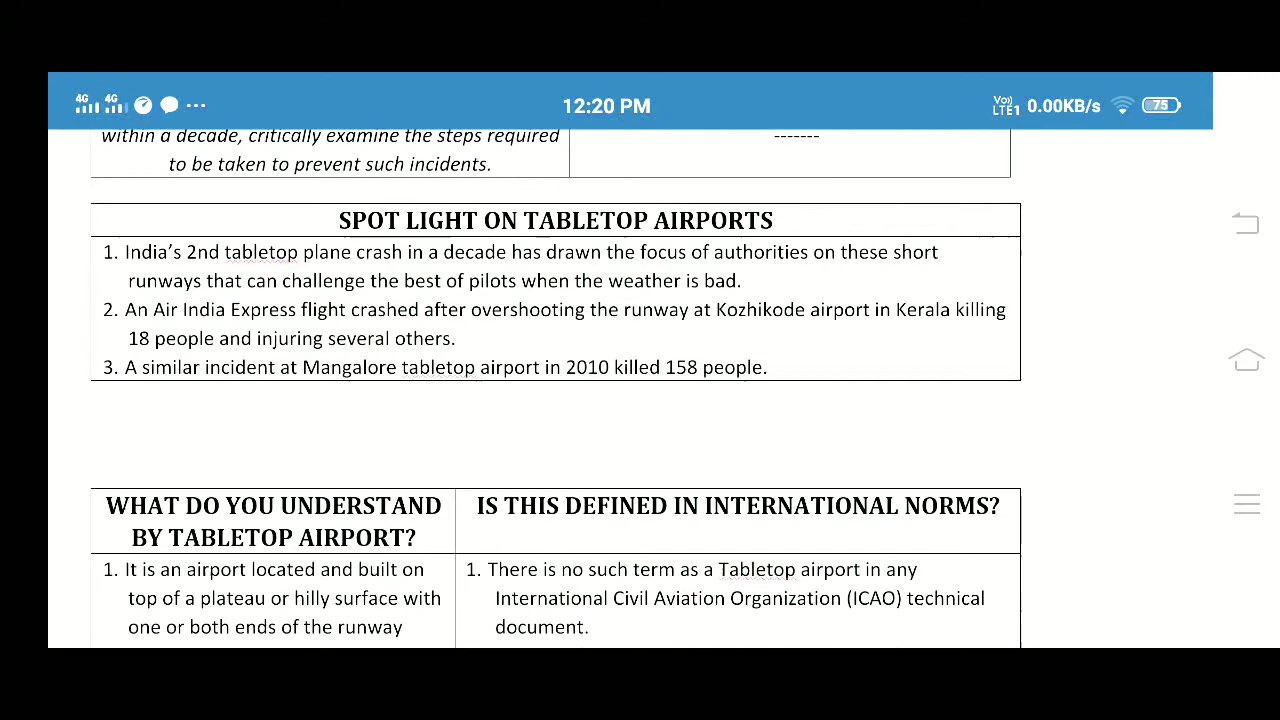 4G 4G ... 12:20 PM Vo) LTE1 0.00KB/s 75
within a decade, critically examine the steps required
to be taken to prevent such incidents.
-------
SPOT LIGHT ON TABLETOP AIRPORTS
1. India’s 2nd tabletop plane crash in a decade has drawn the focus of authorities on these short
runways that can challenge the best of pilots when the weather is bad.
2. An Air India Express flight crashed after overshooting the runway at Kozhikode airport in Kerala killing
18 people and injuring several others.
3. A similar incident at Mangalore tabletop airport in 2010 killed 158 people.
WHAT DO YOU UNDERSTAND
BY TABLETOP AIRPORT?
IS THIS DEFINED IN INTERNATIONAL NORMS?
1. It is an airport located and built on
top of a plateau or hilly surface with
one or both ends of the runway
1. There is no such term as a Tabletop airport in any
International Civil Aviation Organization (ICAO) technical
document.